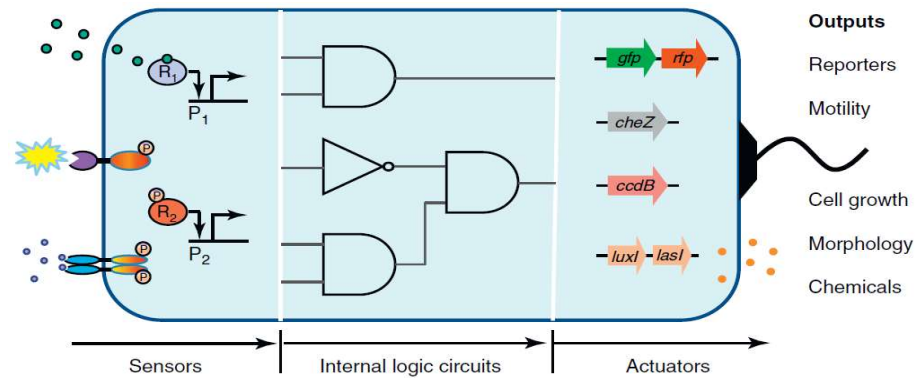 R1
P1
P
P
R2
P2
P
P
gfp rfp
cheZ
ccdB
luxI lasI
Outputs
Reporters
Motility
Cell growth
Morphology
Chemicals
Sensors
Internal logic circuits
Actuators